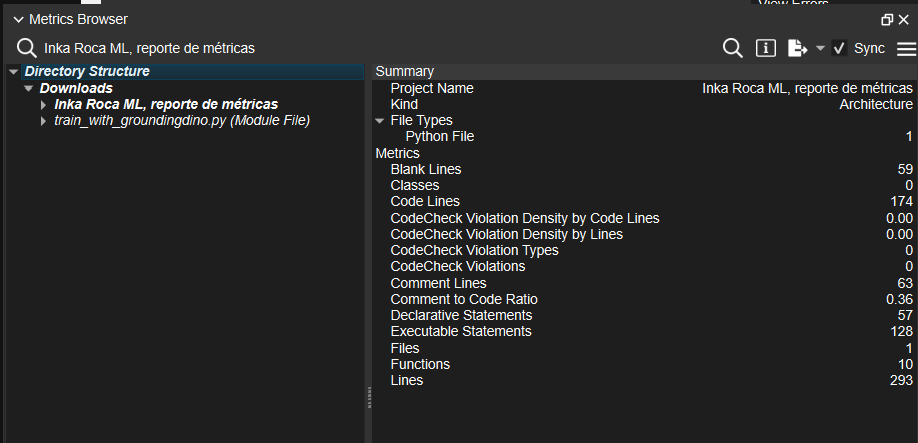 View Errors
Metrics Browser
Inka Roca ML, reporte de métricas
Sync
Directory Structure
Downloads
Inka Roca ML, reporte de métricas
train_with_groundingdino.py (Module File)
Summary
Project Name Inka Roca ML, reporte de métricas
Kind Architecture
File Types
Python File 1
Metrics
Blank Lines 59
Classes 0
Code Lines 174
CodeCheck Violation Density by Code Lines 0.00
CodeCheck Violation Density by Lines 0.00
CodeCheck Violation Types 0
CodeCheck Violations 0
Comment Lines 63
Comment to Code Ratio 0.36
Declarative Statements 57
Executable Statements 128
Files 1
Functions 10
Lines 293